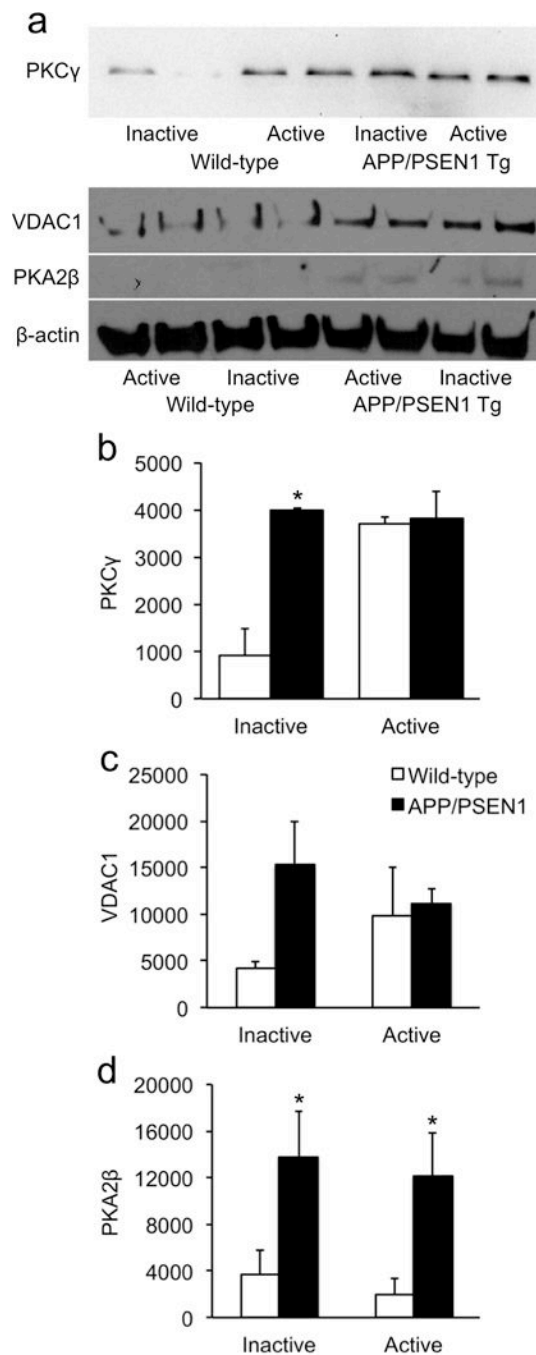 a
PKCγ
Inactive Active Inactive Active
Wild-type APP/PSEN1 Tg
VDAC1
PKA2β
β-actin
Active Inactive Active Inactive
Wild-type APP/PSEN1 Tg
b
5000
4000
3000
2000
1000
0
PKCγ
*
Inactive Active
c
25000
20000
15000
10000
5000
0
VDAC1
Wild-type
APP/PSEN1
Inactive Active
d
20000
16000
12000
8000
4000
0
PKA2β
* *
Inactive Active